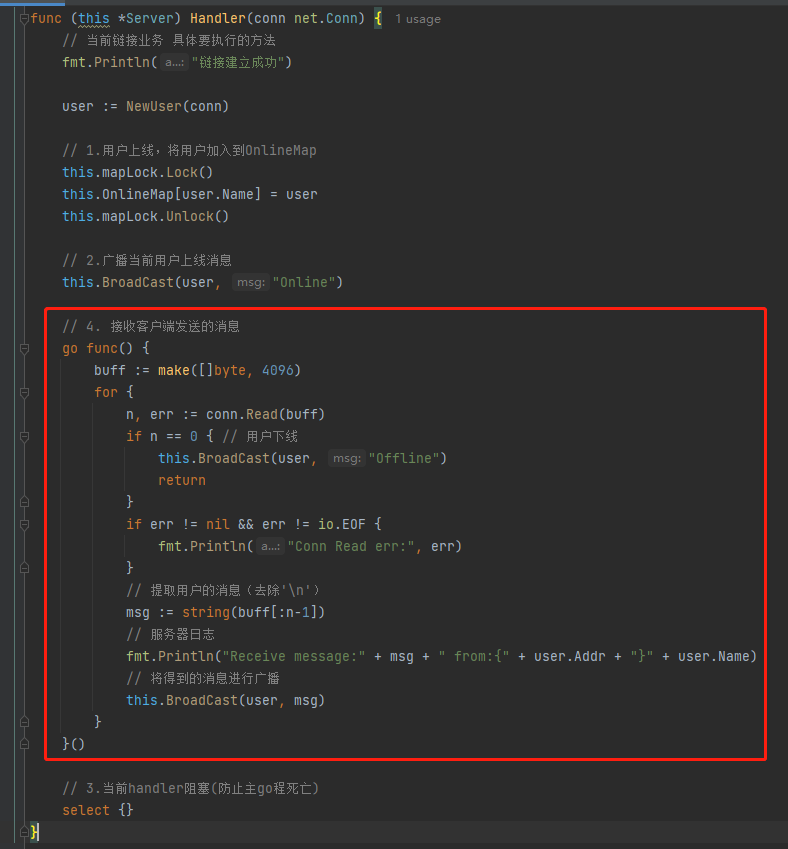 func (this *Server) Handler(conn net.Conn) { 1 usage
// 当前链接业务 具体要执行的方法
fmt.Println( a...: "链接建立成功")
user := NewUser(conn)
// 1.用户上线，将用户加入到OnlineMap
this.mapLock.Lock()
this.OnlineMap[user.Name] = user
this.mapLock.Unlock()
// 2.广播当前用户上线消息
this.BroadCast(user, msg: "Online")
// 4. 接收客户端发送的消息
go func() {
buff := make([]byte, 4096)
for {
n, err := conn.Read(buff)
if n == 0 { // 用户下线
this.BroadCast(user, msg: "Offline")
return
}
if err != nil && err != io.EOF {
fmt.Println( a...: "Conn Read err:", err)
}
// 提取用户的消息（去除'\n'）
msg := string(buff[:n-1])
// 服务器日志
fmt.Println("Receive message:" + msg + " from:{" + user.Addr + "}" + user.Name)
// 将得到的消息进行广播
this.BroadCast(user, msg)
}
}()
// 3.当前handler阻塞(防止主go程死亡)
select {}
}